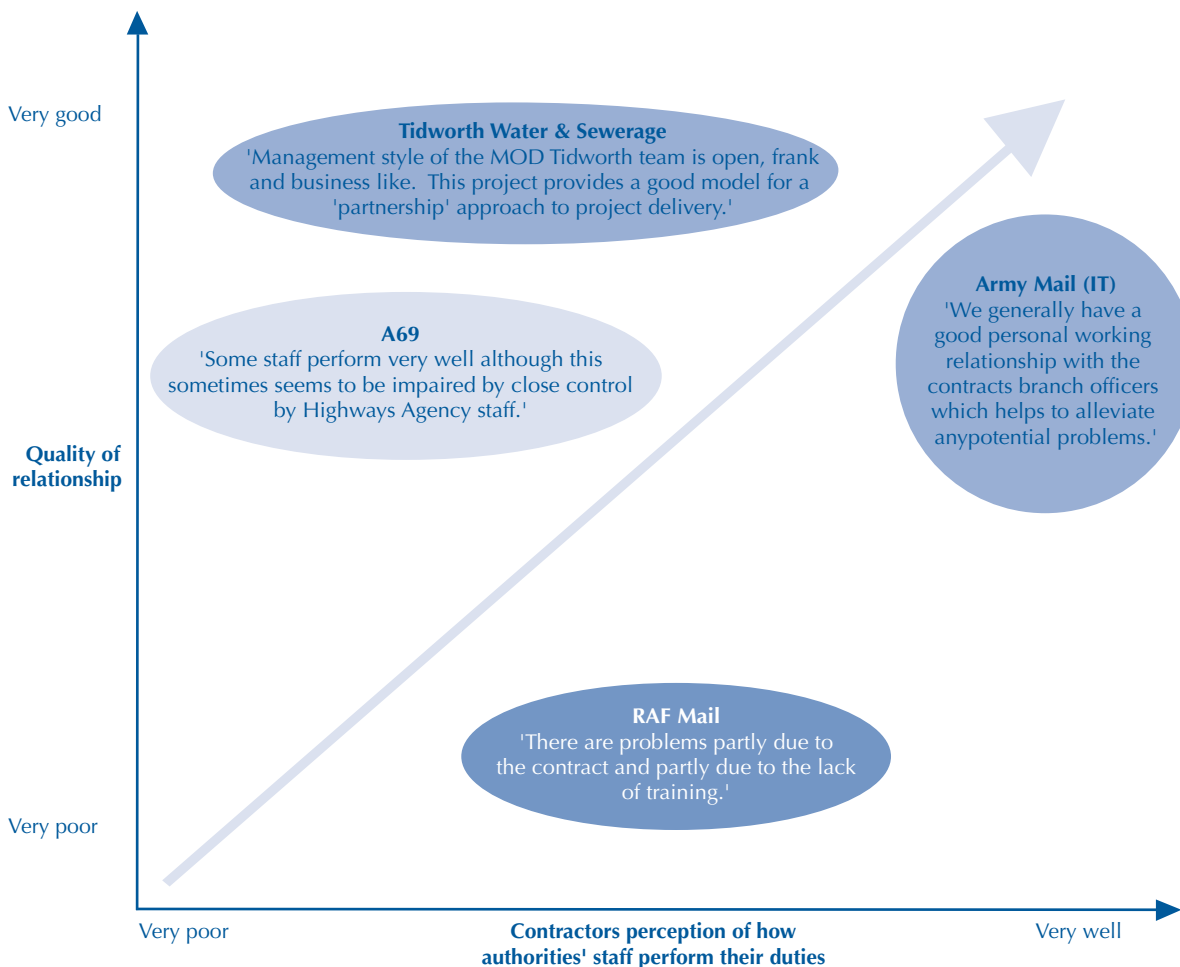 Very good
Tidworth Water & Sewerage
'Management style of the MOD Tidworth team is open, frank
and business like. This project provides a good model for a
'partnership' approach to project delivery.'
Army Mail (IT)
'We generally have a
good personal working
relationship with the
contracts branch officers
which helps to alleviate
anypotential problems.'
A69
'Some staff perform very well although this
sometimes seems to be impaired by close control
by Highways Agency staff.'
Quality of
relationship
RAF Mail
'There are problems partly due to
the contract and partly due to the lack
of training.'
Very poor
Very poor
Contractors perception of how
authorities' staff perform their duties
Very well